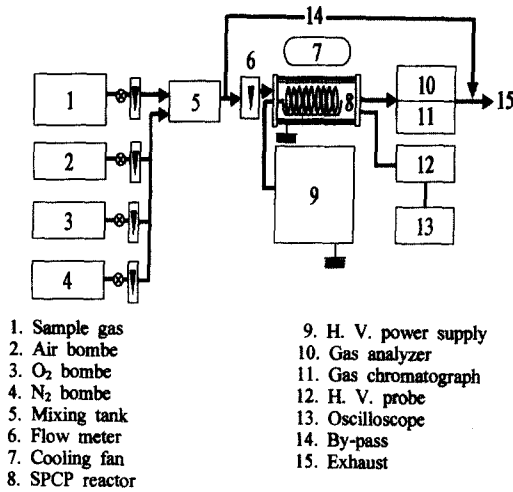 14
6
7
1
5
8
10
11
15
2
9
12
3
13
4
1. Sample gas
2. Air bombe
3. O₂ bombe
4. N₂ bombe
5. Mixing tank
6. Flow meter
7. Cooling fan
8. SPCP reactor
9. H. V. power supply
10. Gas analyzer
11. Gas chromatograph
12. H. V. probe
13. Oscilloscope
14. By-pass
15. Exhaust